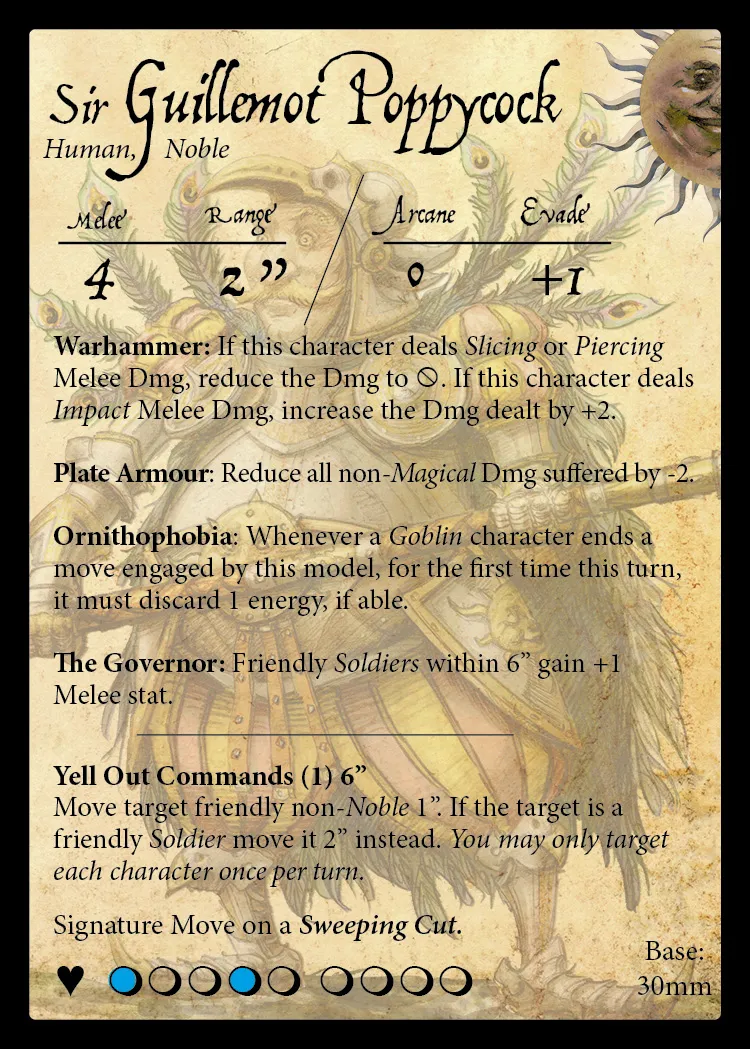 Sir Guillemot Poppycock
Human, Noble
Melee Range Arcane Evade
4 2” 0 +1
Warhammer: If this character deals Slicing or Piercing
Melee Dmg, reduce the Dmg to 🛇. If this character deals
Impact Melee Dmg, increase the Dmg dealt by +2.
Plate Armour: Reduce all non-Magical Dmg suffered by -2.
Ornithophobia: Whenever a Goblin character ends a
move engaged by this model, for the first time this turn,
it must discard 1 energy, if able.
The Governor: Friendly Soldiers within 6” gain +1
Melee stat.
Yell Out Commands (1) 6”
Move target friendly non-Noble 1”. If the target is a
friendly Soldier move it 2” instead. You may only target
each character once per turn.
Signature Move on a Sweeping Cut.
Base:
30mm